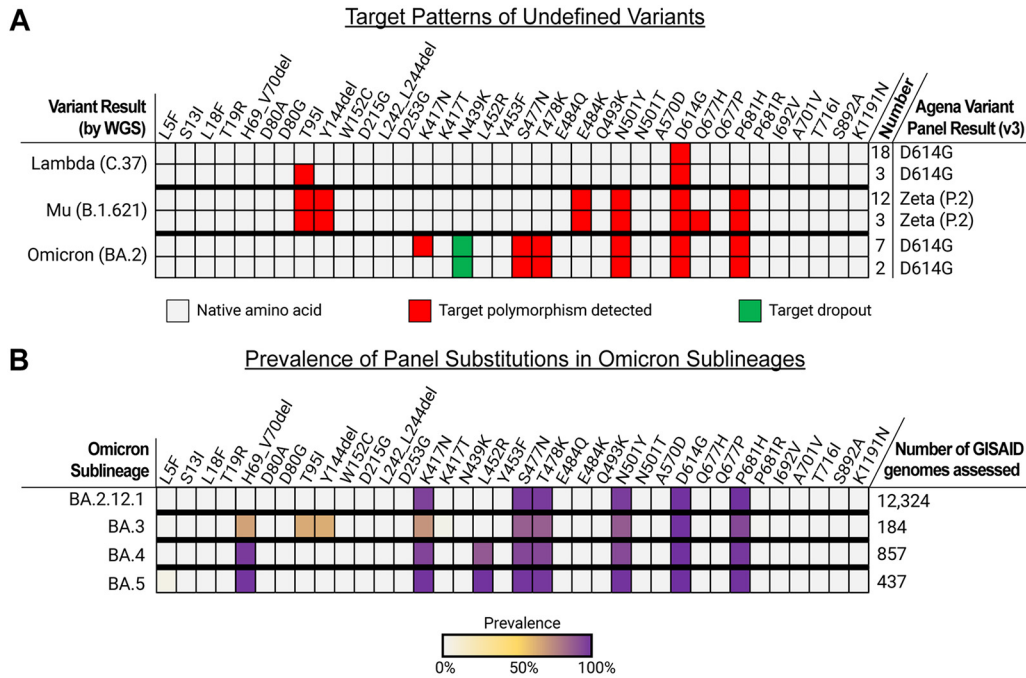 A
Target Patterns of Undefined Variants
Variant Result
(by WGS)
L5F
S13I
L18F
T19R
H69_V70del
D80A
D80G
T95I
Y144del
W152C
D215G
L242_L244del
D253G
K417N
K417T
N439K
L452R
Y453F
S477N
T478K
E484Q
E484K
Q493K
N501Y
N501T
A570D
D614G
Q677H
Q677P
P681H
P681R
I692V
A701V
T716I
S892A
K1191N
Number
Agena Variant
Panel Result (v3)
Lambda (C.37)
18 D614G
3 D614G
Mu (B.1.621)
12 Zeta (P.2)
3 Zeta (P.2)
Omicron (BA.2)
7 D614G
2 D614G
Native amino acid
Target polymorphism detected
Target dropout
B
Prevalence of Panel Substitutions in Omicron Sublineages
Omicron
Sublineage
L5F
S13I
L18F
T19R
H69_V70del
D80A
D80G
T95I
Y144del
W152C
D215G
L242_L244del
D253G
K417N
K417T
N439K
L452R
Y453F
S477N
T478K
E484Q
E484K
Q493K
N501Y
N501T
A570D
D614G
Q677H
Q677P
P681H
P681R
I692V
A701V
T716I
S892A
K1191N
Number of GISAID
genomes assessed
BA.2.12.1 12,324
BA.3 184
BA.4 857
BA.5 437
Prevalence
0% 50% 100%